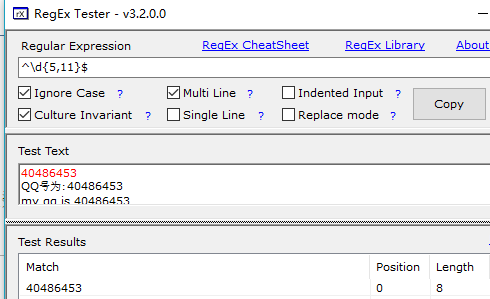 RegEx Tester - v3.2.0.0
Regular Expression RegEx CheatSheet RegEx Library About
^\d{5,11}$
Ignore Case ? Multi Line ? Indented Input ?
Copy
Culture Invariant ? Single Line ? Replace mode ?
Test Text
40486453
QQ号为:40486453
my qq is 40486453
Test Results
Match Position Length
40486453 0 8